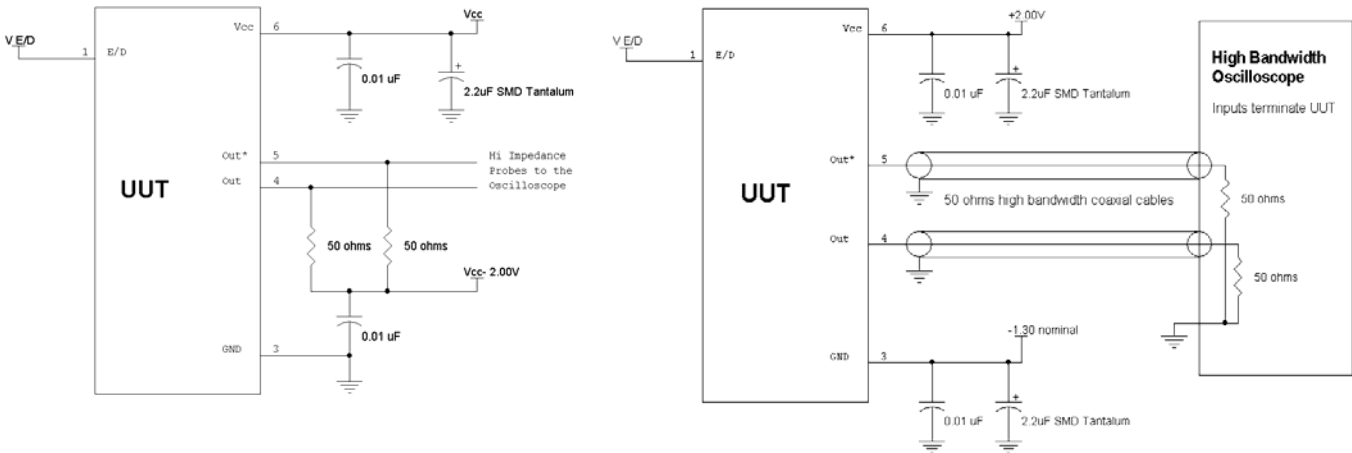 Vcc
Vcc
6
V E/D
1
E/D
0.01 uF
+
2.2uF SMD Tantalum
Out*
5
Hi Impedance
Probes to the
Oscilloscope
Out
4
UUT
50 ohms
50 ohms
Vcc- 2.00V
0.01 uF
GND
3
+2.00V
Vcc
6
V E/D
1
E/D
0.01 uF
+
2.2uF SMD Tantalum
High Bandwidth
Oscilloscope
Inputs terminate UUT
Out*
5
UUT
50 ohms high bandwidth coaxial cables
50 ohms
Out
4
50 ohms
-1.30 nominal
GND
3
0.01 uF
+
2.2uF SMD Tantalum